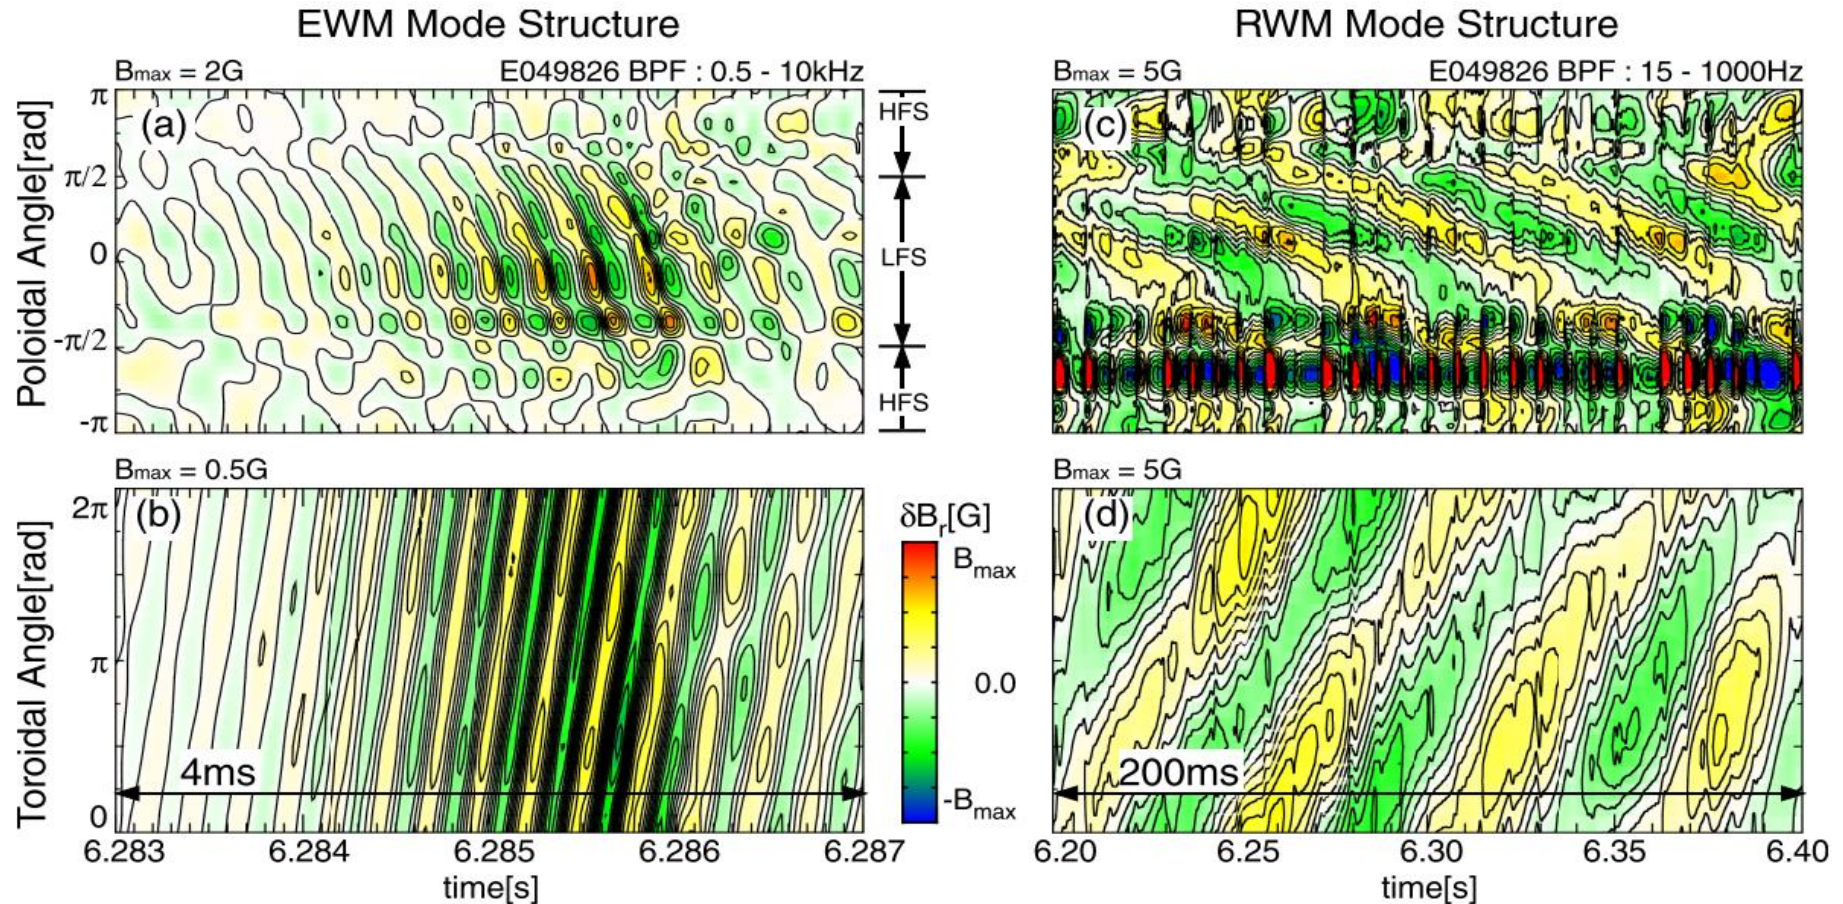 EWM Mode Structure
RWM Mode Structure
Bmax = 2G
E049826 BPF : 0.5 - 10kHz
Bmax = 5G
E049826 BPF : 15 - 1000Hz
Poloidal Angle[rad]
π
π/2
0
-π/2
-π
(a)
HFS
LFS
HFS
(c)
Bmax = 0.5G
Bmax = 5G
Toroidal Angle[rad]
2π
π
0
(b)
4ms
δBr[G]
Bmax
0.0
-Bmax
(d)
200ms
6.283 6.284 6.285 6.286 6.287
time[s]
6.20 6.25 6.30 6.35 6.40
time[s]